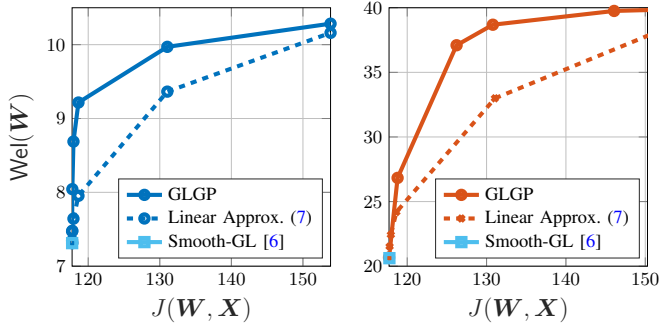 Wel(W)
10
9
8
7
120 130 140 150
J(W, X)
GLGP
Linear Approx. (7)
Smooth-GL [6]
40
35
30
25
20
120 130 140 150
J(W, X)
GLGP
Linear Approx. (7)
Smooth-GL [6]